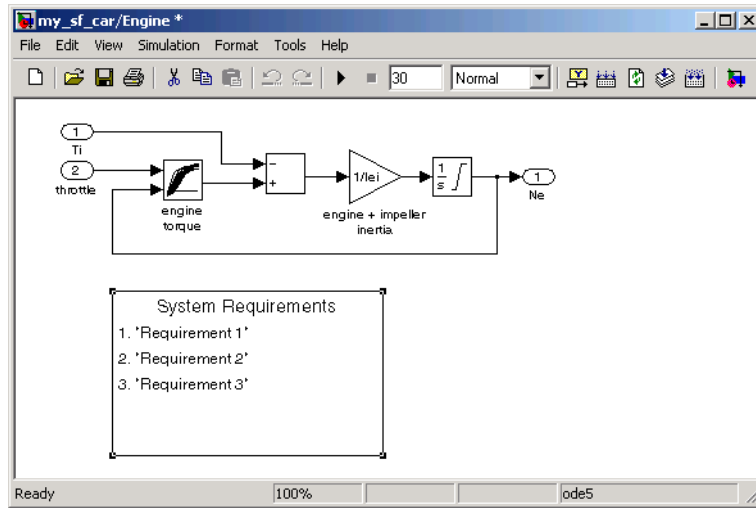 my_sf_car/Engine *
File Edit View Simulation Format Tools Help
30 Normal
1
Ti
2
throttle
engine
torque
−
+
1/Iei
engine + impeller
inertia
1
s
1
Ne
System Requirements
1. "Requirement 1"
2. "Requirement 2"
3. "Requirement 3"
Ready 100% ode5